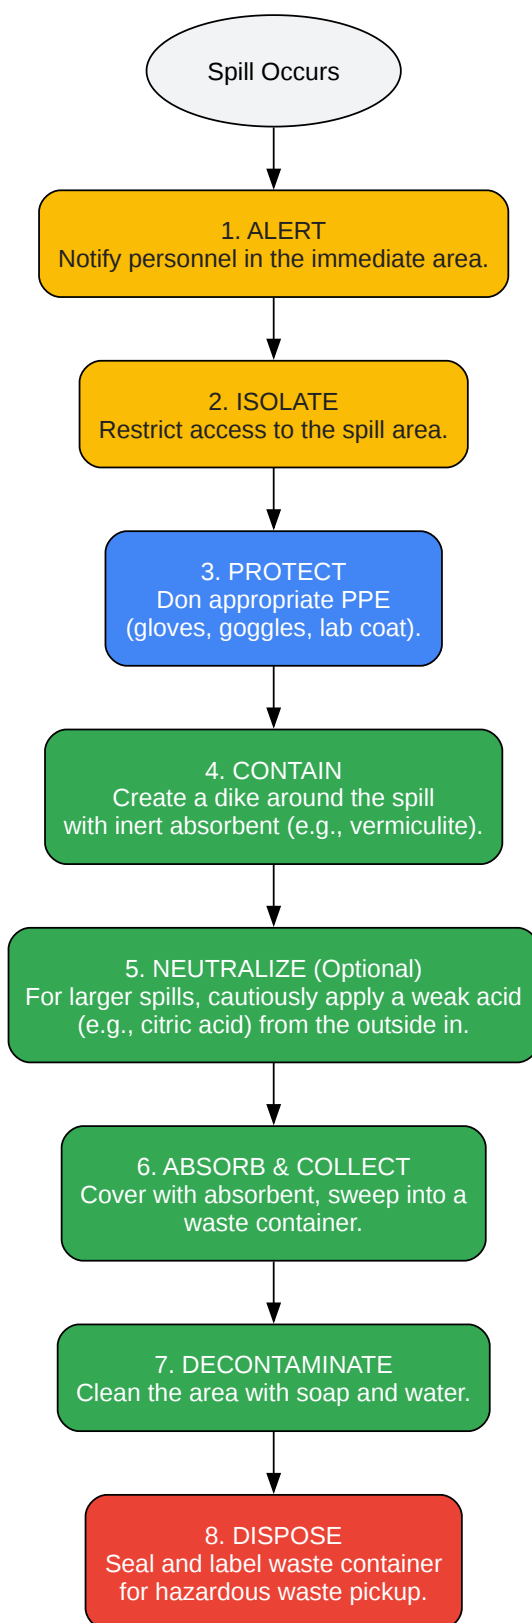 Spill Occurs
1. ALERT
Notify personnel in the immediate area.
2. ISOLATE
Restrict access to the spill area.
3. PROTECT
Don appropriate PPE
(gloves, goggles, lab coat).
4. CONTAIN
Create a dike around the spill
with inert absorbent (e.g., vermiculite).
5. NEUTRALIZE (Optional)
For larger spills, cautiously apply a weak acid
(e.g., citric acid) from the outside in.
6. ABSORB & COLLECT
Cover with absorbent, sweep into a
waste container.
7. DECONTAMINATE
Clean the area with soap and water.
8. DISPOSE
Seal and label waste container
for hazardous waste pickup.